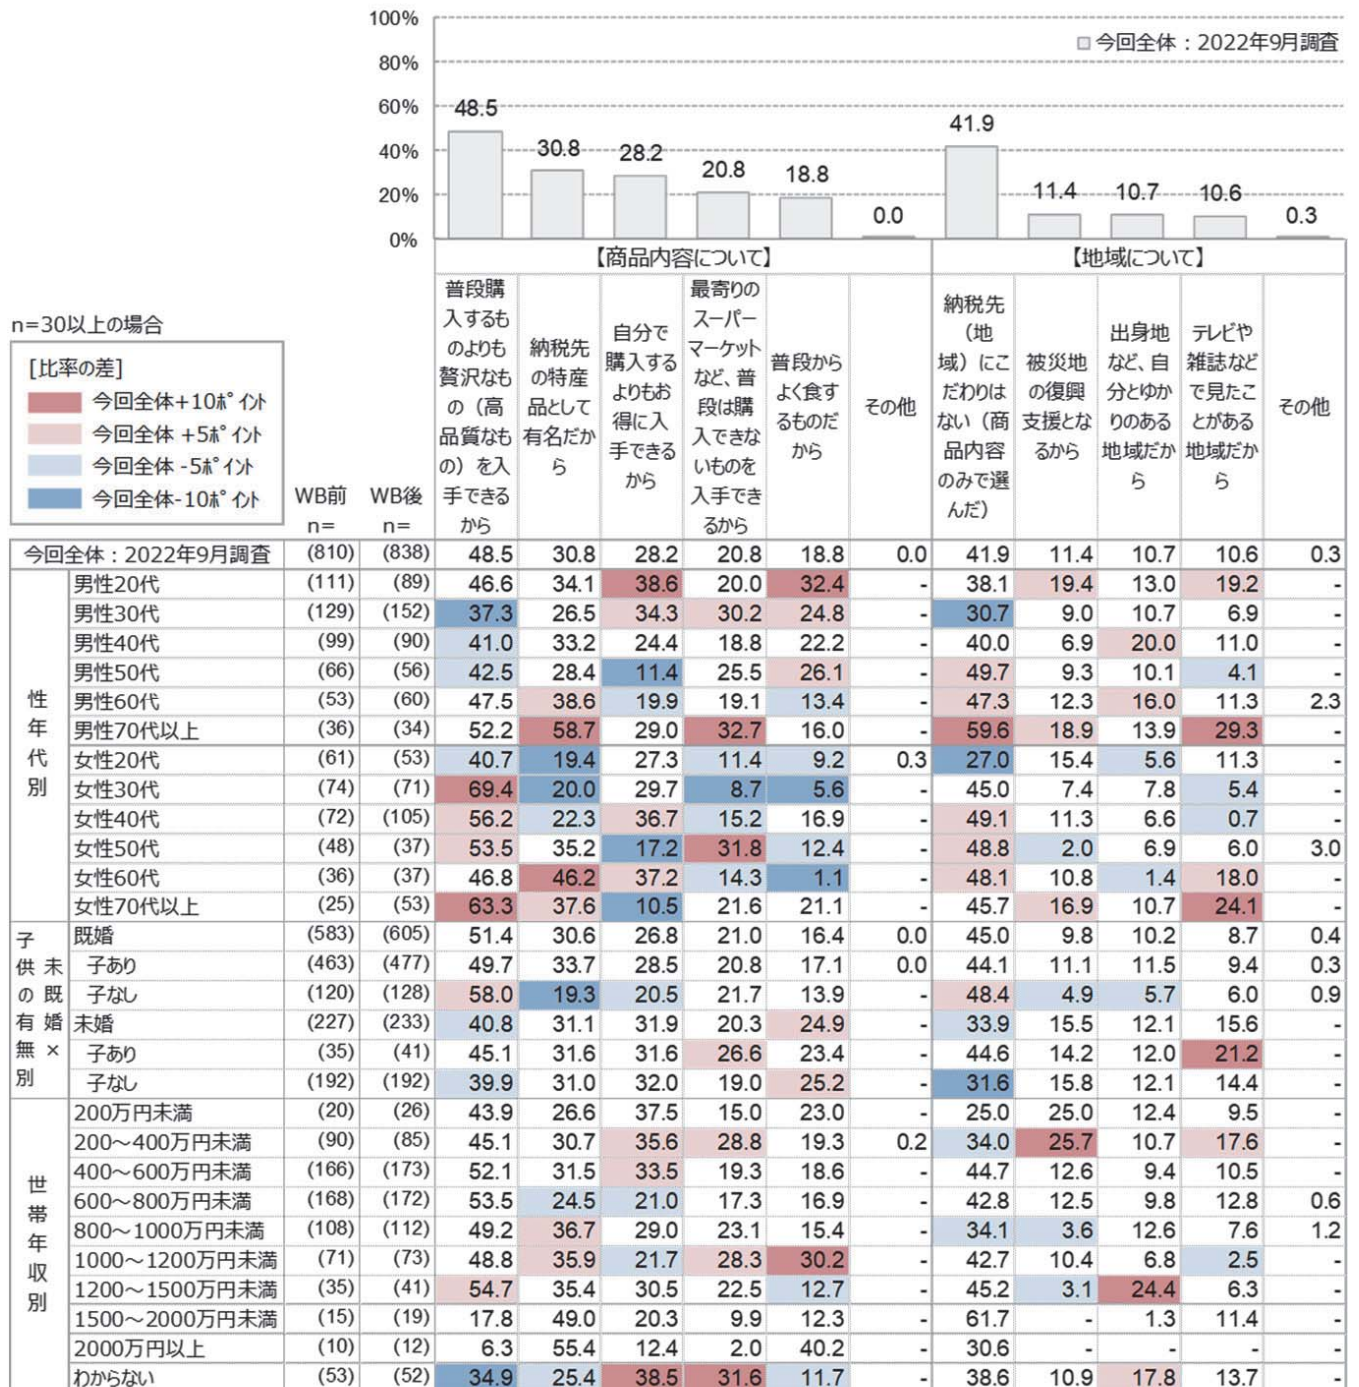 100%
80%
60%
40%
20%
0%
今回全体：2022年9月調査
48.5
30.8
28.2
20.8
18.8
0.0
41.9
11.4
10.7
10.6
0.3
【商品内容について】
【地域について】
n=30以上の場合
[比率の差]
今回全体+10ﾎﾟｲﾝﾄ
今回全体 +5ﾎﾟｲﾝﾄ
今回全体 -5ﾎﾟｲﾝﾄ
今回全体-10ﾎﾟｲﾝﾄ
WB前
n=
WB後
n=
普段購
入するも
のよりも
贅沢なも
の（高
品質なも
の）を入
手できる
から
納税先
の特産
品として
有名だか
ら
自分で
購入する
よりもお
得に入
手できる
から
最寄りの
スーパー
マーケット
など、普
段は購
入できな
いものを
入手でき
るから
普段から
よく食す
るものだ
から
その他
納税先
（地
域）にこ
だわりは
ない（商
品内容
のみで選
んだ）
被災地
の復興
支援とな
るから
出身地
など、自
分とゆか
りのある
地域だか
ら
テレビや
雑誌など
で見たこ
とがある
地域だか
ら
その他
今回全体：2022年9月調査 (810) (838) 48.5 30.8 28.2 20.8 18.8 0.0 41.9 11.4 10.7 10.6 0.3
性年代別
男性20代 (111) (89) 46.6 34.1 38.6 20.0 32.4 - 38.1 19.4 13.0 19.2 -
男性30代 (129) (152) 37.3 26.5 34.3 30.2 24.8 - 30.7 9.0 10.7 6.9 -
男性40代 (99) (90) 41.0 33.2 24.4 18.8 22.2 - 40.0 6.9 20.0 11.0 -
男性50代 (66) (56) 42.5 28.4 11.4 25.5 26.1 - 49.7 9.3 10.1 4.1 -
男性60代 (53) (60) 47.5 38.6 19.9 19.1 13.4 - 47.3 12.3 16.0 11.3 2.3
男性70代以上 (36) (34) 52.2 58.7 29.0 32.7 16.0 - 59.6 18.9 13.9 29.3 -
女性20代 (61) (53) 40.7 19.4 27.3 11.4 9.2 0.3 27.0 15.4 5.6 11.3 -
女性30代 (74) (71) 69.4 20.0 29.7 8.7 5.6 - 45.0 7.4 7.8 5.4 -
女性40代 (72) (105) 56.2 22.3 36.7 15.2 16.9 - 49.1 11.3 6.6 0.7 -
女性50代 (48) (37) 53.5 35.2 17.2 31.8 12.4 - 48.8 2.0 6.9 6.0 3.0
女性60代 (36) (37) 46.8 46.2 37.2 14.3 1.1 - 48.1 10.8 1.4 18.0 -
女性70代以上 (25) (53) 63.3 37.6 10.5 21.6 21.1 - 45.7 16.9 10.7 24.1 -
未既婚×
子供の有無別
既婚 (583) (605) 51.4 30.6 26.8 21.0 16.4 0.0 45.0 9.8 10.2 8.7 0.4
子あり (463) (477) 49.7 33.7 28.5 20.8 17.1 0.0 44.1 11.1 11.5 9.4 0.3
子なし (120) (128) 58.0 19.3 20.5 21.7 13.9 - 48.4 4.9 5.7 6.0 0.9
未婚 (227) (233) 40.8 31.1 31.9 20.3 24.9 - 33.9 15.5 12.1 15.6 -
子あり (35) (41) 45.1 31.6 31.6 26.6 23.4 - 44.6 14.2 12.0 21.2 -
子なし (192) (192) 39.9 31.0 32.0 19.0 25.2 - 31.6 15.8 12.1 14.4 -
世帯年収別
200万円未満 (20) (26) 43.9 26.6 37.5 15.0 23.0 - 25.0 25.0 12.4 9.5 -
200～400万円未満 (90) (85) 45.1 30.7 35.6 28.8 19.3 0.2 34.0 25.7 10.7 17.6 -
400～600万円未満 (166) (173) 52.1 31.5 33.5 19.3 18.6 - 44.7 12.6 9.4 10.5 -
600～800万円未満 (168) (172) 53.5 24.5 21.0 17.3 16.9 - 42.8 12.5 9.8 12.8 0.6
800～1000万円未満 (108) (112) 49.2 36.7 29.0 23.1 15.4 - 34.1 3.6 12.6 7.6 1.2
1000～1200万円未満 (71) (73) 48.8 35.9 21.7 28.3 30.2 - 42.7 10.4 6.8 2.5 -
1200～1500万円未満 (35) (41) 54.7 35.4 30.5 22.5 12.7 - 45.2 3.1 24.4 6.3 -
1500～2000万円未満 (15) (19) 17.8 49.0 20.3 9.9 12.3 - 61.7 - 1.3 11.4 -
2000万円以上 (10) (12) 6.3 55.4 12.4 2.0 40.2 - 30.6 - - - -
わからない (53) (52) 34.9 25.4 38.5 31.6 11.7 - 38.6 10.9 17.8 13.7 -